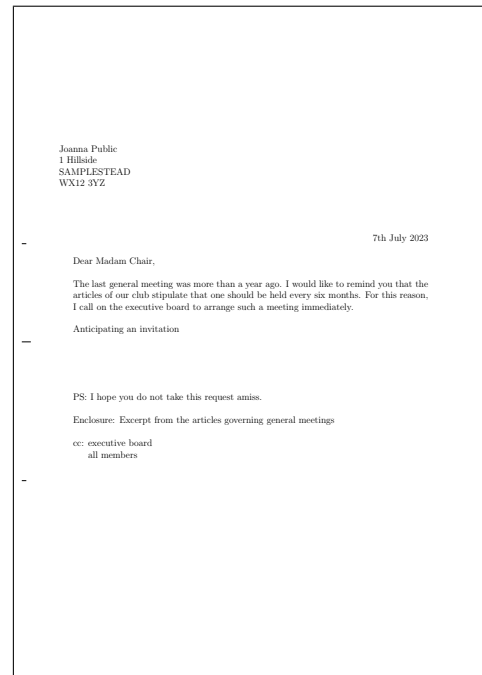 Joanna Public
1 Hillside
SAMPLESTEAD
WX12 3YZ
7th July 2023
Dear Madam Chair,
The last general meeting was more than a year ago. I would like to remind you that the
articles of our club stipulate that one should be held every six months. For this reason,
I call on the executive board to arrange such a meeting immediately.
Anticipating an invitation
PS: I hope you do not take this request amiss.
Enclosure: Excerpt from the articles governing general meetings
cc: executive board
all members